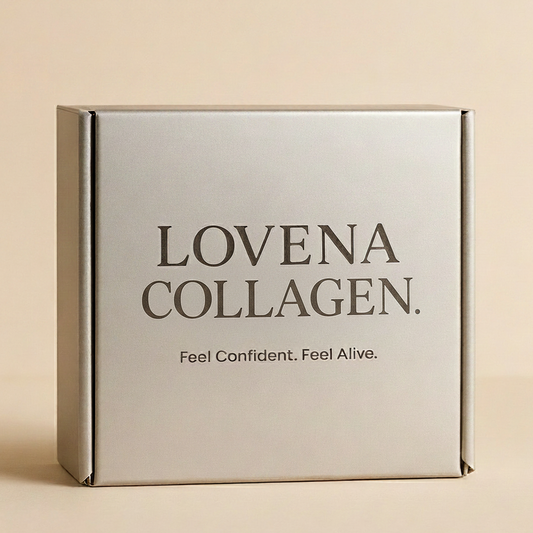 LOVENA
COLLAGEN.
Feel Confident. Feel Alive.